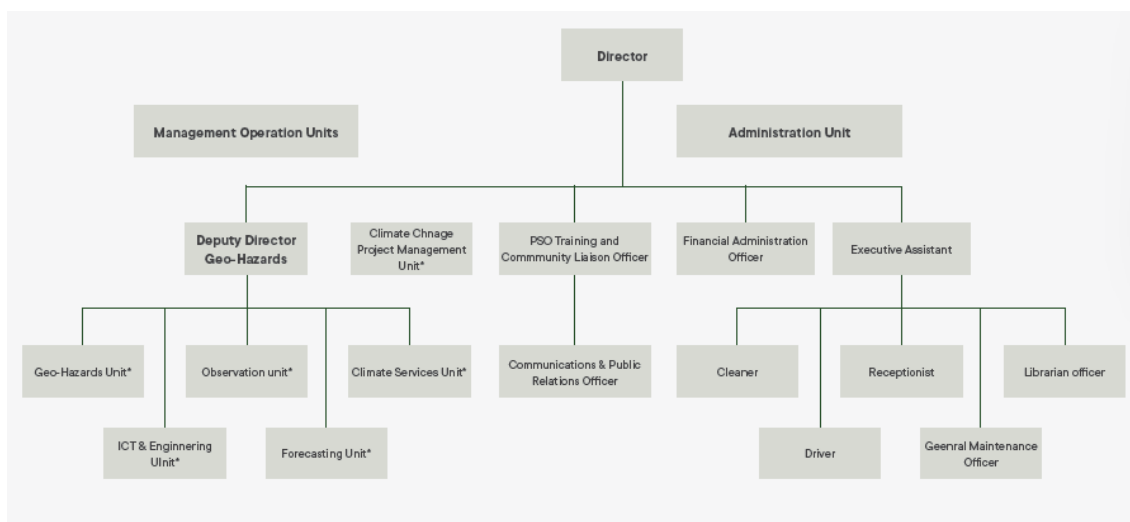 Director
Management Operation Units
Administration Unit
Deputy Director
Geo-Hazards
Climate Chnage
Project Management
Unit*
PSO Training and
Commmunity Liaison Officer
Financial Administration
Officer
Executive Assistant
Geo-Hazards Unit*
Observation unit*
Climate Services Unit*
Communications & Public
Relations Officer
Cleaner
Receptionist
Librarian officer
ICT & Enginnering
UInit*
Forecasting Unit*
Driver
Geenral Maintenance
Officer